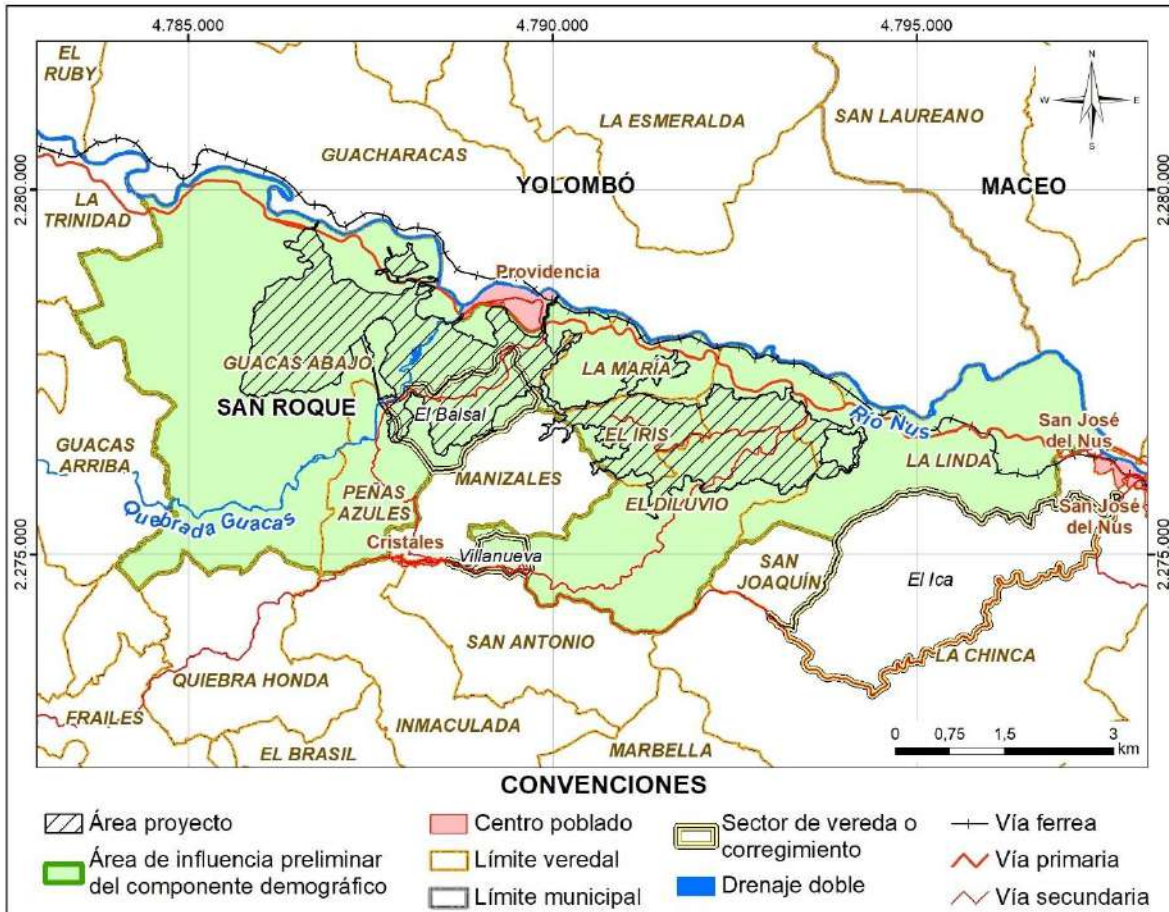 4.785.000
4.790.000
4.795.000
EL
RUBY
N
W
E
S
LA ESMERALDA
SAN LAUREANO
GUACHARACAS
2.280.000
YOLOMBÓ
MACEO
2.280.000
LA
TRINIDAD
Providencia
GUACAS ABAJO
LA MARÍA
SAN ROQUE
El Balsal
Río Nus
EL IRIS
San José
del Nus
GUACAS
ARRIBA
LA LINDA
MANIZALES
PEÑAS
AZULES
EL DILUVIO
San José
del Nus
Quebrada Guacas
Cristales
Villanueva
2.275.000
2.275.000
SAN
JOAQUÍN
El Ica
SAN ANTONIO
LA CHINCA
QUIEBRA HONDA
FRAILES
INMACULADA
EL BRASIL
MARBELLA
0 0,75 1,5 3
km
CONVENCIONES
Área proyecto
Área de influencia preliminar
del componente demográfico
Centro poblado
Límite veredal
Límite municipal
Sector de vereda o
corregimiento
Drenaje doble
Vía ferrea
Vía primaria
Vía secundaria